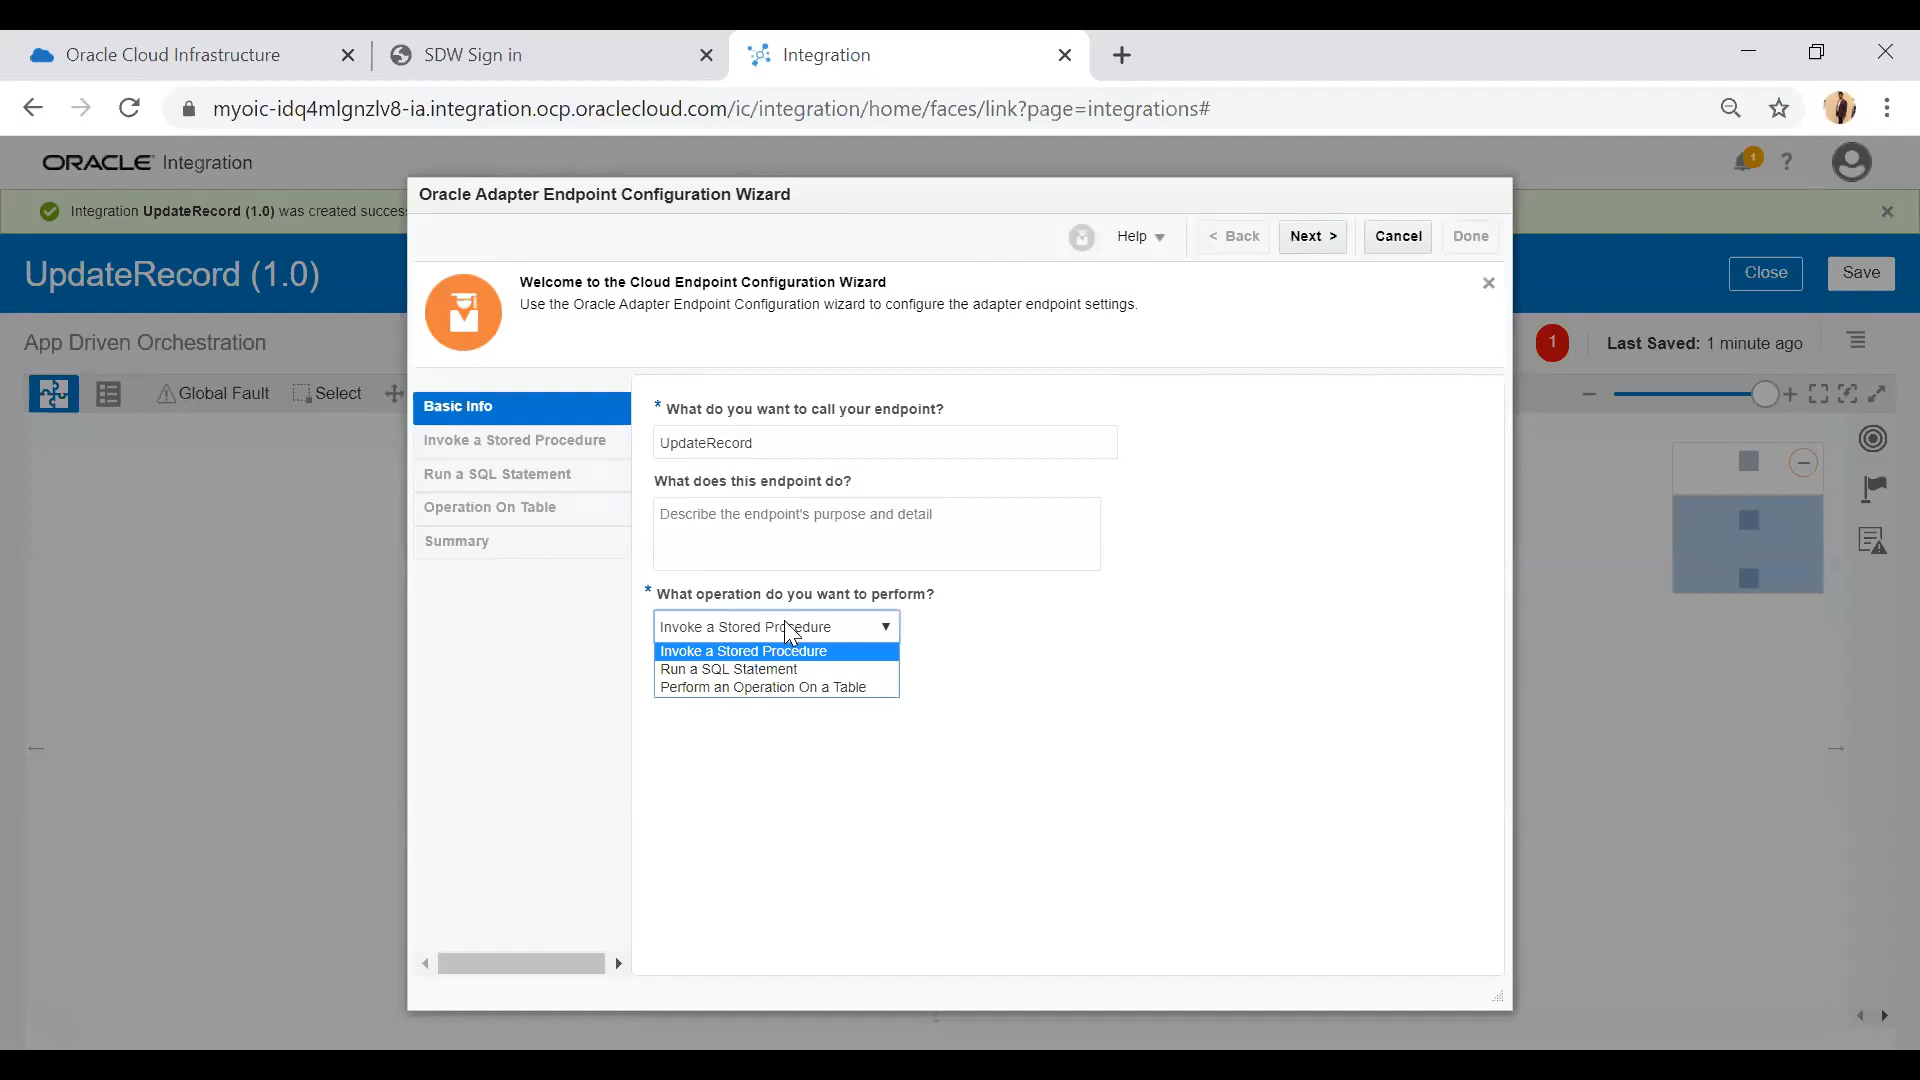 Oracle Cloud Infrastructure
SDW Sign in
Integration
myoic-idq4mlgnzlv8-ia.integration.ocp.oraclecloud.com/ic/integration/home/faces/link?page=integrations#
ORACLE Integration
1
?
Integration UpdateRecord (1.0) was created succes
UpdateRecord (1.0)
Close
Save
App Driven Orchestration
1
Last Saved: 1 minute ago
Global Fault
Select
Oracle Adapter Endpoint Configuration Wizard
Help
< Back
Next >
Cancel
Done
Welcome to the Cloud Endpoint Configuration Wizard
Use the Oracle Adapter Endpoint Configuration wizard to configure the adapter endpoint settings.
Basic Info
Invoke a Stored Procedure
Run a SQL Statement
Operation On Table
Summary
* What do you want to call your endpoint?
UpdateRecord
What does this endpoint do?
Describe the endpoint's purpose and detail
* What operation do you want to perform?
Invoke a Stored Procedure
Invoke a Stored Procedure
Run a SQL Statement
Perform an Operation On a Table